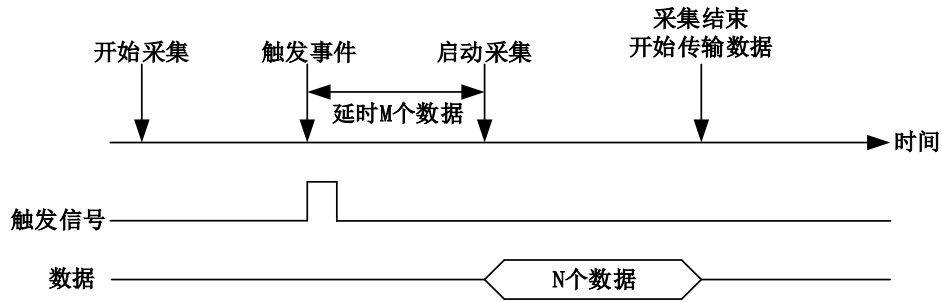 采集结束
开始采集 触发事件 启动采集 开始传输数据
延时M个数据
时间
触发信号
数据 N个数据